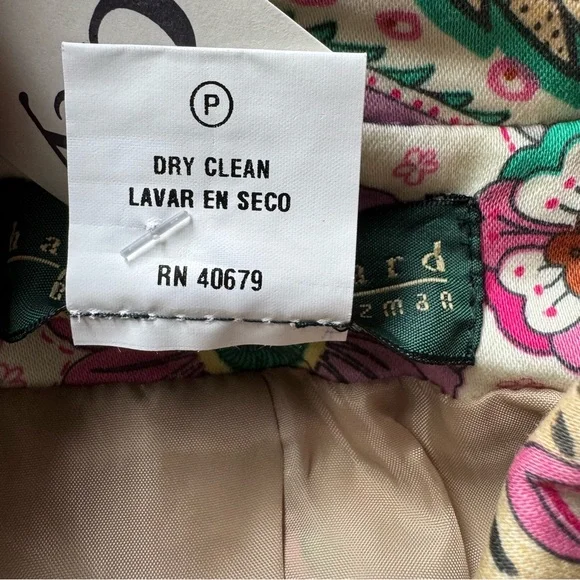 P
DRY CLEAN
LAVAR EN SECO
RN 40679